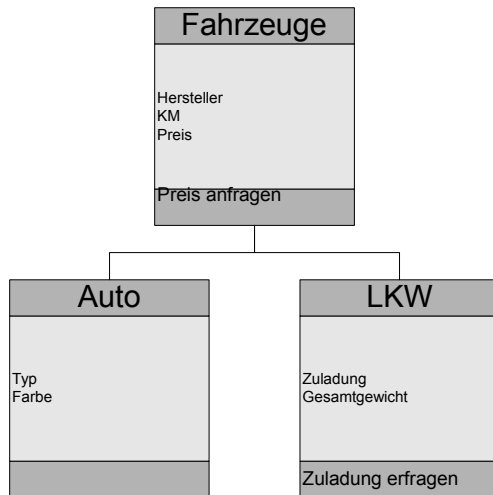 Fahrzeuge
Hersteller
KM
Preis
Preis anfragen
Auto
Typ
Farbe
LKW
Zuladung
Gesamtgewicht
Zuladung erfragen